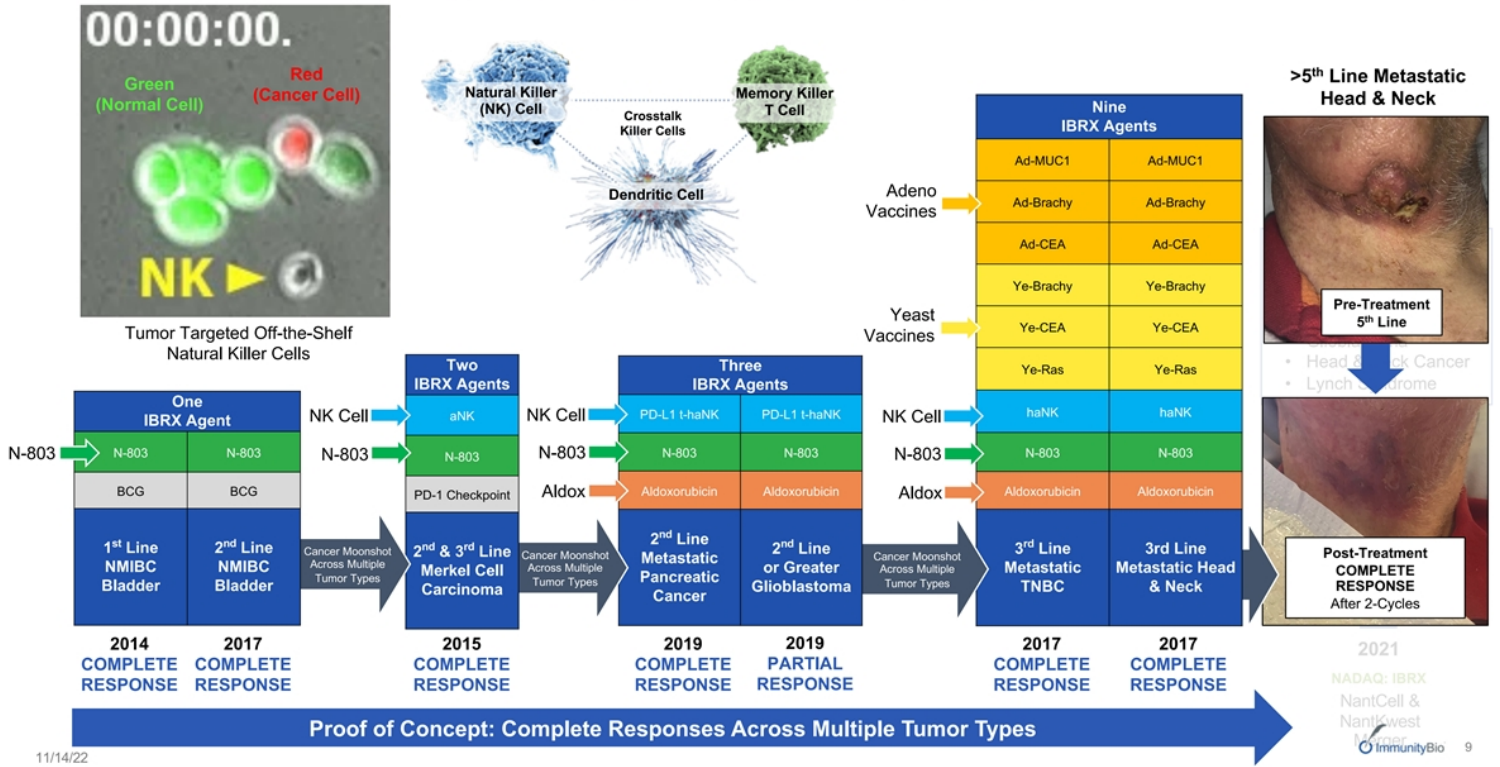 00:00:00.
Green
(Normal Cell)
Red
(Cancer Cell)
NK
Tumor Targeted Off-the-Shelf
Natural Killer Cells
Natural Killer
(NK) Cell
Memory Killer
T Cell
Crosstalk
Killer Cells
Dendritic Cell
>5th Line Metastatic
Head & Neck
Pre-Treatment
5th Line
Head & Neck Cancer
Lynch Syndrome
Post-Treatment
COMPLETE
RESPONSE
After 2-Cycles
2021
NADAQ: IBRX
NantCell &
NantKwest
Merger
One
IBRX Agent
N-803
N-803
N-803
BCG
BCG
1st Line
NMIBC
Bladder
2nd Line
NMIBC
Bladder
2014
COMPLETE
RESPONSE
2017
COMPLETE
RESPONSE
Cancer Moonshot
Across Multiple
Tumor Types
Two
IBRX Agents
NK Cell
aNK
N-803
N-803
PD-1 Checkpoint
2nd & 3rd Line
Merkel Cell
Carcinoma
2015
COMPLETE
RESPONSE
Cancer Moonshot
Across Multiple
Tumor Types
Three
IBRX Agents
NK Cell
PD-L1 t-haNK
PD-L1 t-haNK
N-803
N-803
N-803
Aldox
Aldoxorubicin
Aldoxorubicin
2nd Line
Metastatic
Pancreatic
Cancer
2nd Line
or Greater
Glioblastoma
2019
COMPLETE
RESPONSE
2019
PARTIAL
RESPONSE
Cancer Moonshot
Across Multiple
Tumor Types
Nine
IBRX Agents
Adeno
Vaccines
Ad-MUC1
Ad-MUC1
Ad-Brachy
Ad-Brachy
Ad-CEA
Ad-CEA
Yeast
Vaccines
Ye-Brachy
Ye-Brachy
Ye-CEA
Ye-CEA
Ye-Ras
Ye-Ras
NK Cell
haNK
haNK
N-803
N-803
N-803
Aldox
Aldoxorubicin
Aldoxorubicin
3rd Line
Metastatic
TNBC
3rd Line
Metastatic Head
& Neck
2017
COMPLETE
RESPONSE
2017
COMPLETE
RESPONSE
Proof of Concept: Complete Responses Across Multiple Tumor Types
11/14/22
ImmunityBio
9